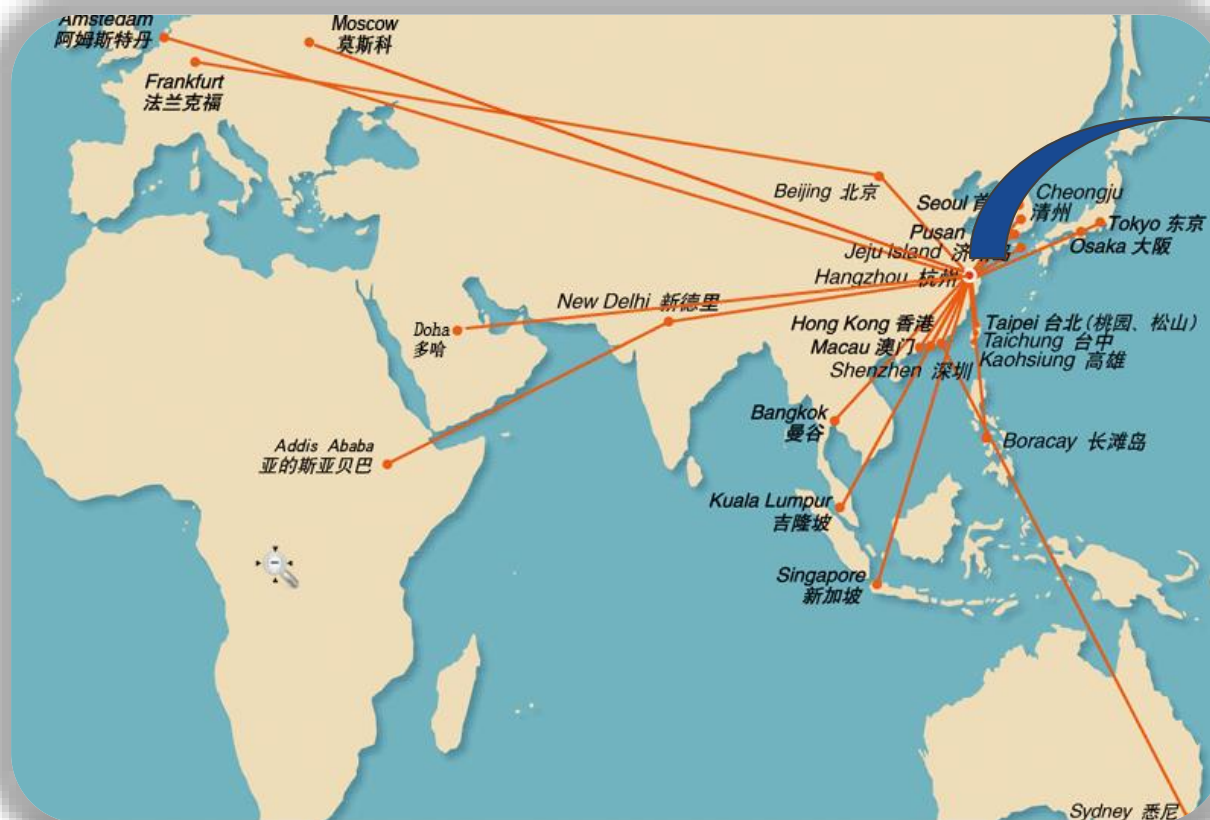 Amstedam
阿姆斯特丹
Moscow
莫斯科
Frankfurt
法兰克福
Beijing 北京
Seoul 首
Cheongju
清州
Pusan
Tokyo 东京
Osaka 大阪
Jeju Island 济州岛
Hangzhou 杭州
New Delhi 新德里
Doha
多哈
Hong Kong 香港
Taipei 台北(桃园、松山)
Macau 澳门
Taichung 台中
Kaohsiung 高雄
Shenzhen 深圳
Bangkok
曼谷
Boracay 长滩岛
Addis Ababa
亚的斯亚贝巴
Kuala Lumpur
吉隆坡
Singapore
新加坡
Sydney 悉尼